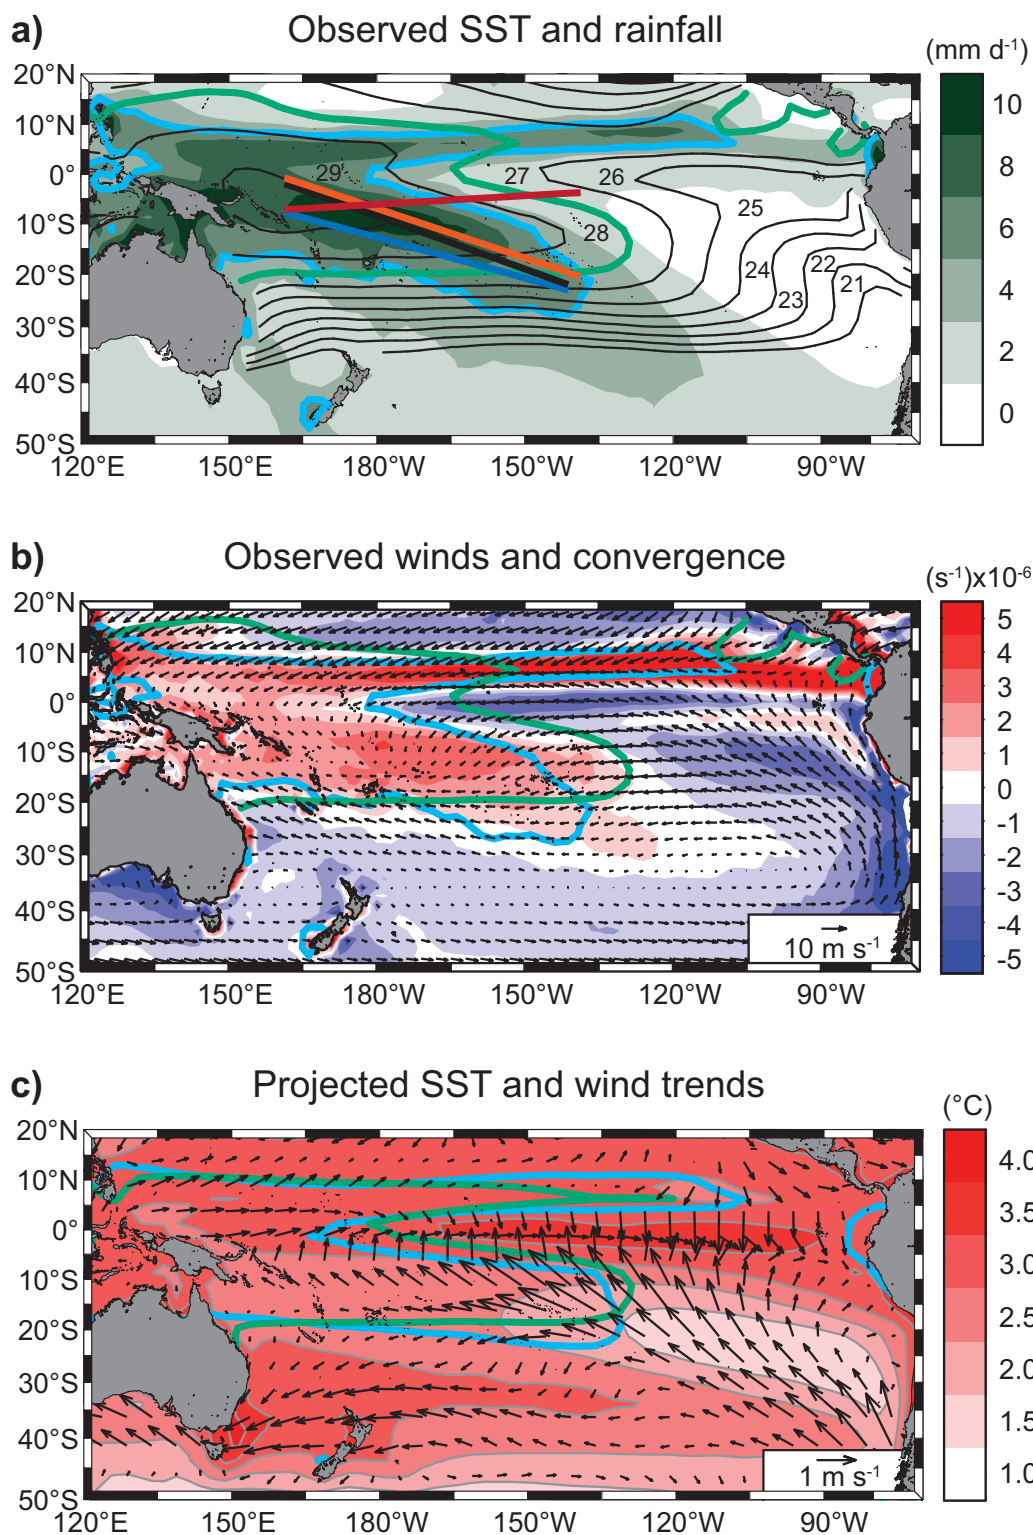 a)
Observed SST and rainfall
(mm d-1)
20°N
10°N
0°
10°S
20°S
30°S
40°S
50°S
29
27
26
28
25
24
22
23
21
10
8
6
4
2
0
120°E
150°E
180°E
150°W
120°W
90°W
b)
Observed winds and convergence
(s-1)x10-6
20°N
10°N
0°
10°S
20°S
30°S
40°S
50°S
10 m s-1
5
4
3
2
1
0
-1
-2
-3
-4
-5
120°E
150°E
180°E
150°W
120°W
90°W
c)
Projected SST and wind trends
(°C)
20°N
10°N
0°
10°S
20°S
30°S
40°S
50°S
1 m s-1
4.0
3.5
3.0
2.5
2.0
1.5
1.0
120°E
150°E
180°E
150°W
120°W
90°W